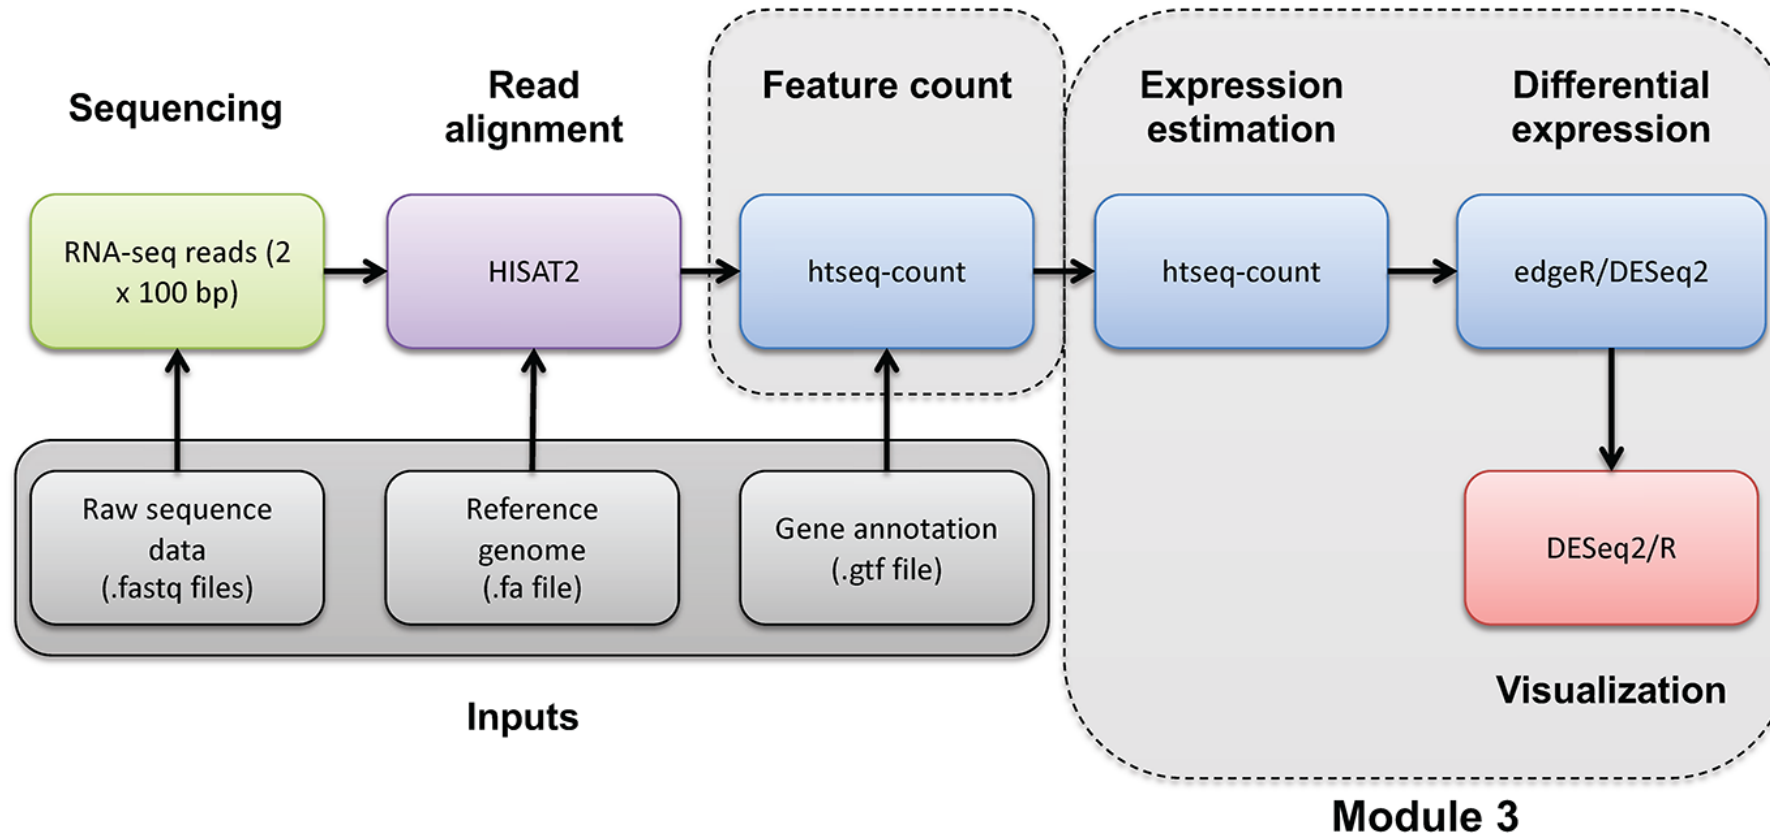 Sequencing
Read
alignment
Feature count
Expression
estimation
Differential
expression
RNA-seq reads (2
x 100 bp)
HISAT2
htseq-count
htseq-count
edgeR/DESeq2
Raw sequence
data
(.fastq files)
Reference
genome
(.fa file)
Gene annotation
(.gtf file)
DESeq2/R
Inputs
Visualization
Module 3